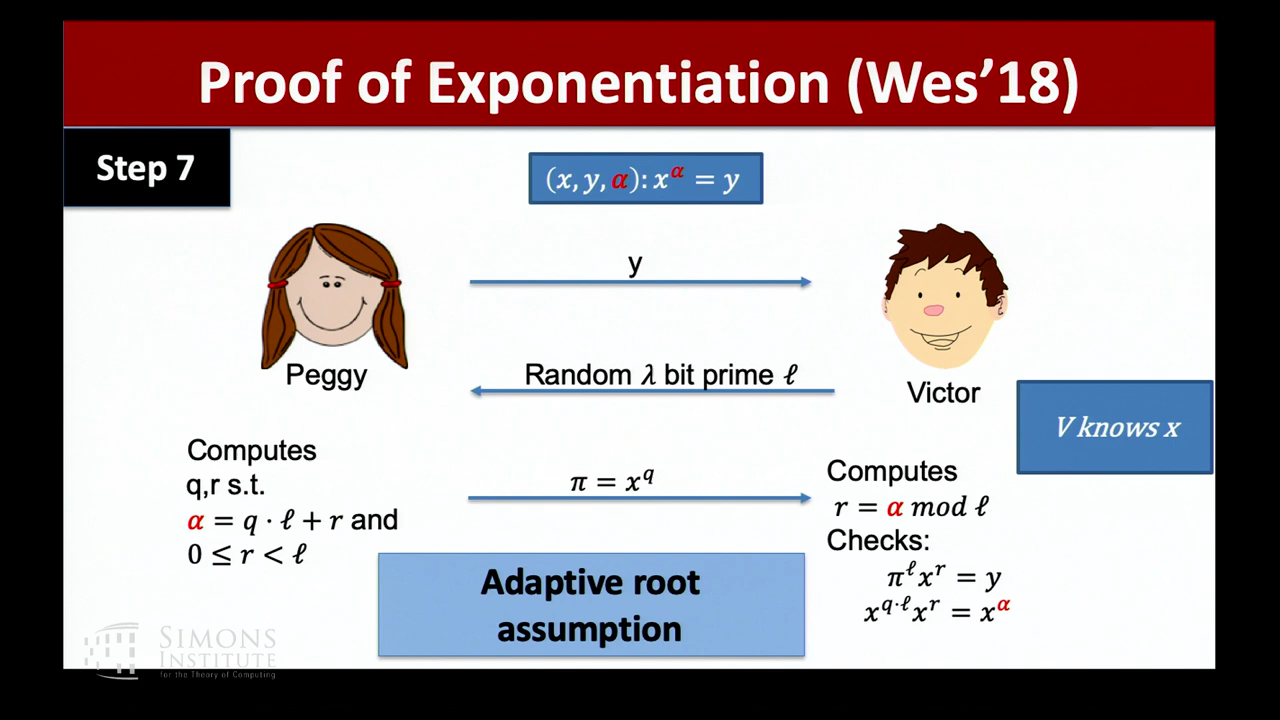 Proof of Exponentiation (Wes'18)
Step 7
(x, y, α): x^α = y
y
Random λ bit prime ℓ
Peggy
Victor
V knows x
Computes
q,r s.t.
α = q · ℓ + r and
0 ≤ r < ℓ
π = x^q
Computes
r = α mod ℓ
Checks:
π^ℓ x^r = y
x^{q·ℓ} x^r = x^α
Adaptive root
assumption
SIMONS
INSTITUTE
for the Theory of Computing